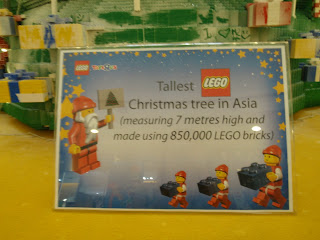 LEGO TOYS R US
Tallest LEGO
Christmas tree in Asia
(measuring 7 metres high and
made using 850,000 LEGO bricks)